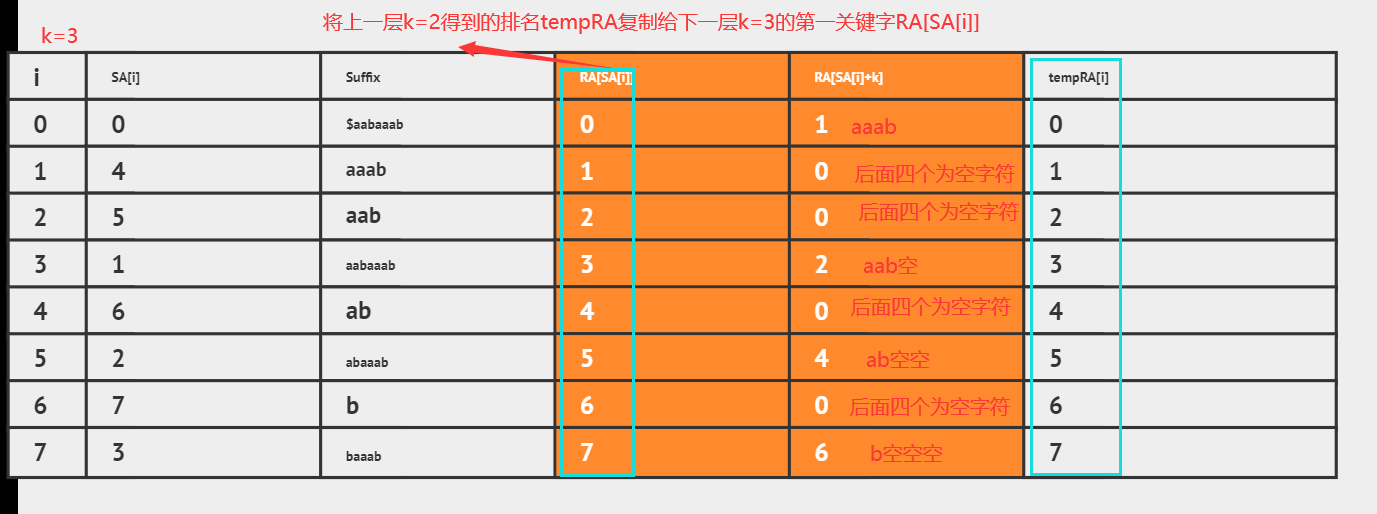 将上一层k=2得到的排名tempRA复制给下一层k=3的第一关键字RA[SA[i]]
k=3
i SA[i] Suffix RA[SA[i]] RA[SA[i]+k] tempRA[i]
0 0 $aabaaab 0 1 aaab 0
1 4 aaab 1 0 后面四个为空字符 1
2 5 aab 2 0 后面四个为空字符 2
3 1 aabaaab 3 2 aab空 3
4 6 ab 4 0 后面四个为空字符 4
5 2 abaaab 5 4 ab空空 5
6 7 b 6 0 后面四个为空字符 6
7 3 baaab 7 6 b空空空 7